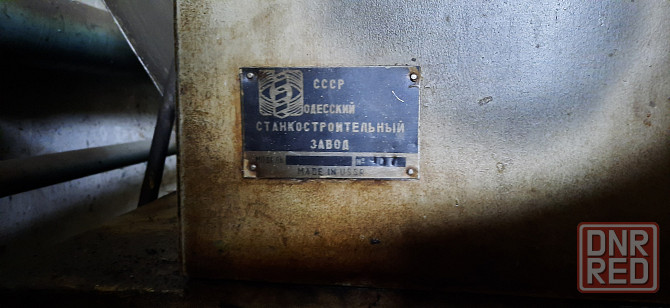 СССР
ОДЕССКИЙ
СТАНКОСТРОИТЕЛЬНЫЙ
ЗАВОД
MADE IN USSR
DNR
RED